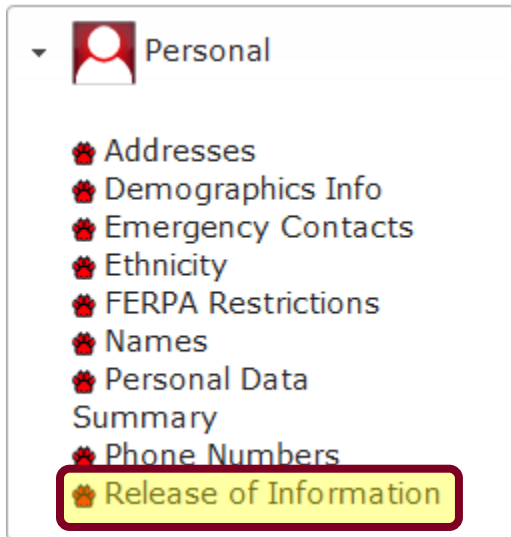 Personal
Addresses
Demographics Info
Emergency Contacts
Ethnicity
FERPA Restrictions
Names
Personal Data
Summary
Phone Numbers
Release of Information